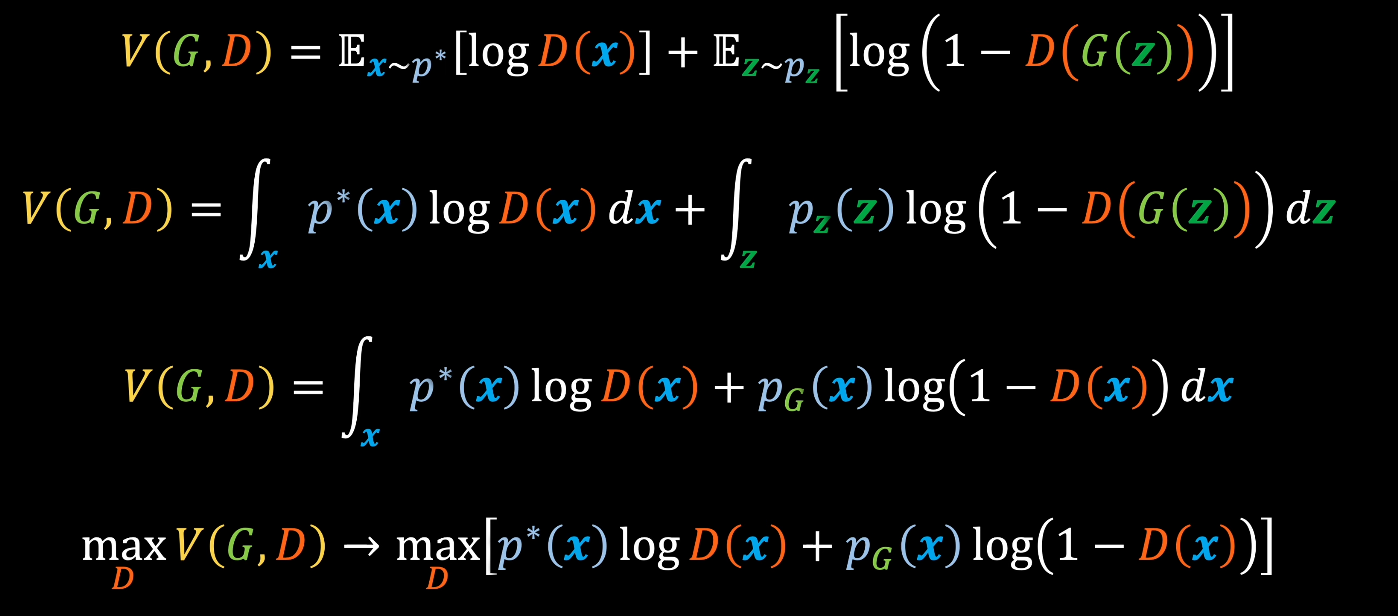 V(G, D) = 𝔼_{x~p*}[log D(x)] + 𝔼_{z~p_z}[log(1 − D(G(z)))]
V(G, D) = ∫_x p*(x) log D(x) dx + ∫_z p_z(z) log(1 − D(G(z))) dz
V(G, D) = ∫_x p*(x) log D(x) + p_G(x) log(1 − D(x)) dx
max_D V(G, D) → max_D [p*(x) log D(x) + p_G(x) log(1 − D(x))]